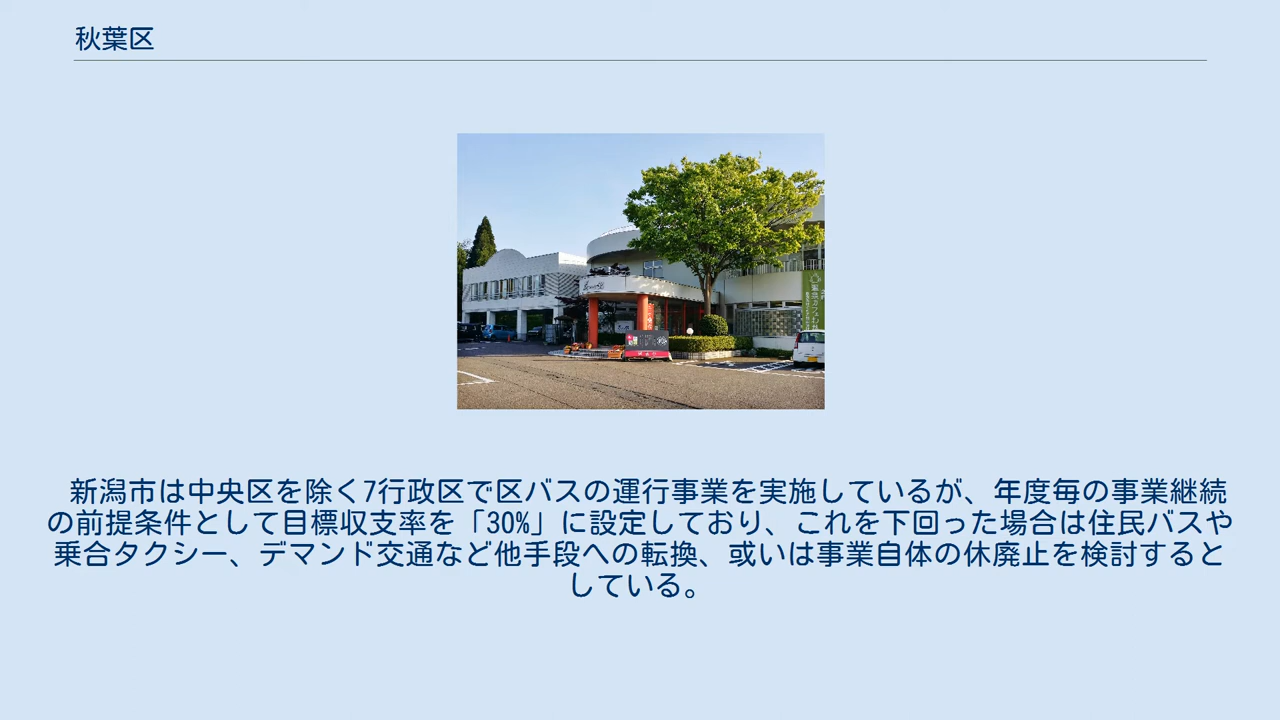 秋葉区
新潟市は中央区を除く7行政区で区バスの運行事業を実施しているが、年度毎の事業継続
の前提条件として目標収支率を「30%」に設定しており、これを下回った場合は住民バスや
乗合タクシー、デマンド交通など他手段への転換、或いは事業自体の休廃止を検討すると
している。